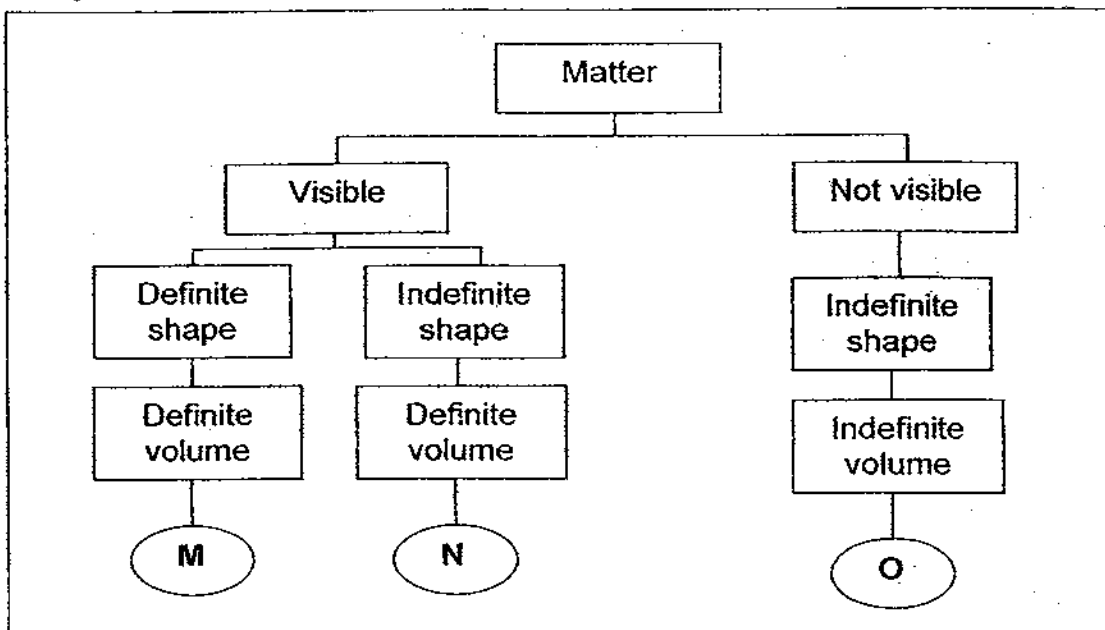 Matter
Visible
Not visible
Definite
shape
Indefinite
shape
Indefinite
shape
Definite
volume
Definite
volume
Indefinite
volume
M
N
O